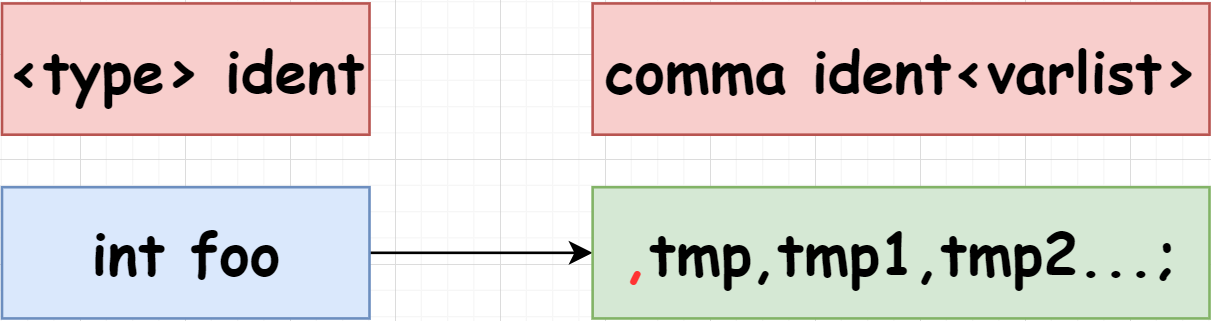 <type> ident
comma ident<varlist>
int foo
,tmp,tmp1,tmp2...;